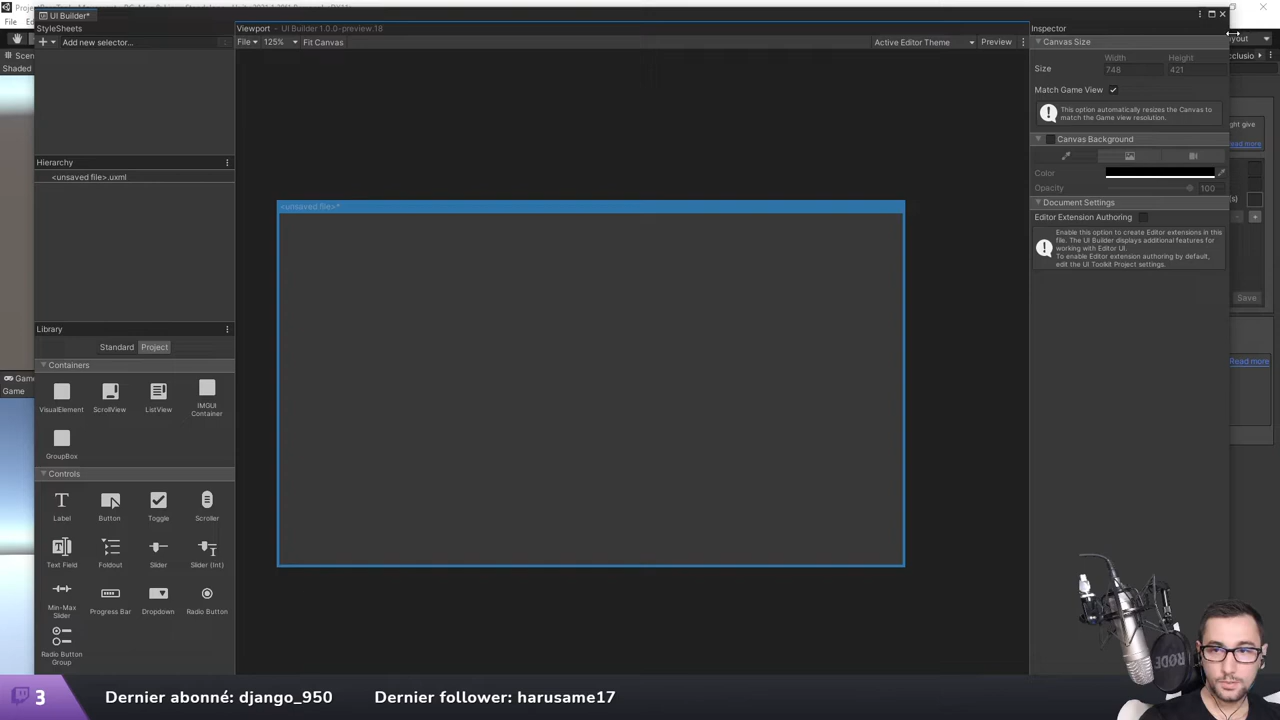 UI Builder*
StyleSheets
Add new selector...
Hierarchy
<unsaved file>.uxml
Library
Standard Project
Containers
VisualElement ScrollView ListView IMGUI Container
GroupBox
Controls
Label Button Toggle Scroller
Text Field Foldout Slider Slider (Int)
Min-Max Slider Progress Bar Dropdown Radio Button
Radio Button Group
Viewport - UI Builder 1.0.0-preview.18
File 125% Fit Canvas Active Editor Theme Preview
<unsaved file>*
Inspector
Canvas Size
Width Height
Size 748 421
Match Game View
This option automatically resizes the Canvas to
match the Game view resolution.
Canvas Background
Color
Opacity 100
Document Settings
Editor Extension Authoring
Enable this option to create Editor extensions in this
file. The UI Builder displays additional features for
working with Editor UI.
To enable Editor extension authoring by default,
edit the UI Toolkit Project settings.
File
Shaded
Game
Save
Read more
RØDE
3 Dernier abonné: django_950 Dernier follower: harusame17